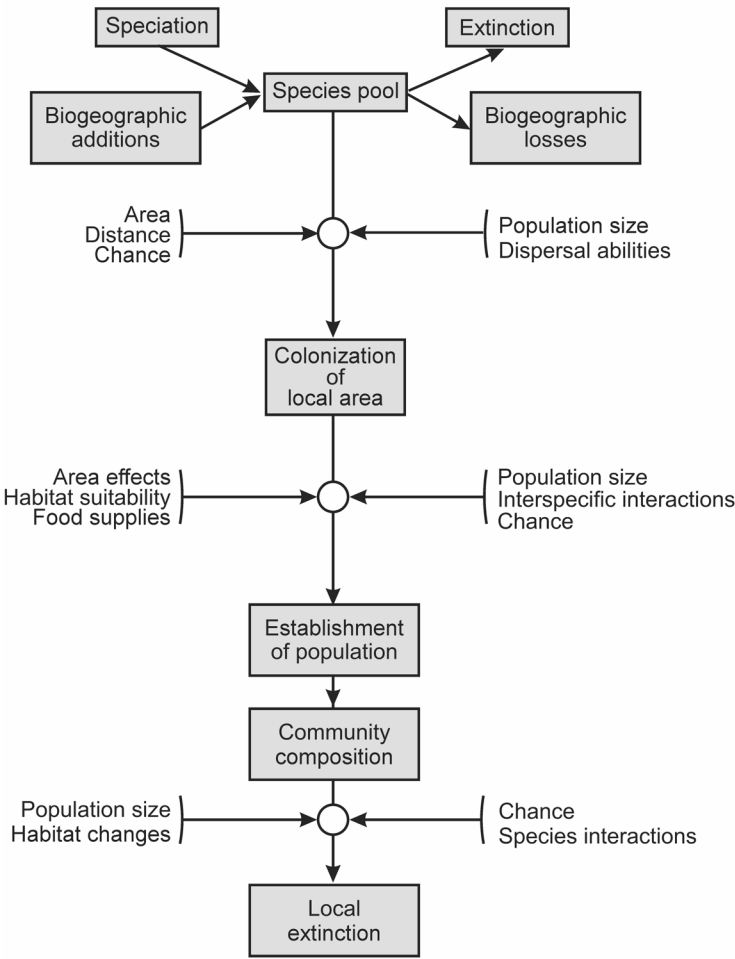 Speciation
Extinction
Species pool
Biogeographic
additions
Biogeographic
losses
Area
Distance
Chance
Population size
Dispersal abilities
Colonization
of
local area
Area effects
Habitat suitability
Food supplies
Population size
Interspecific interactions
Chance
Establishment
of population
Community
composition
Population size
Habitat changes
Chance
Species interactions
Local
extinction